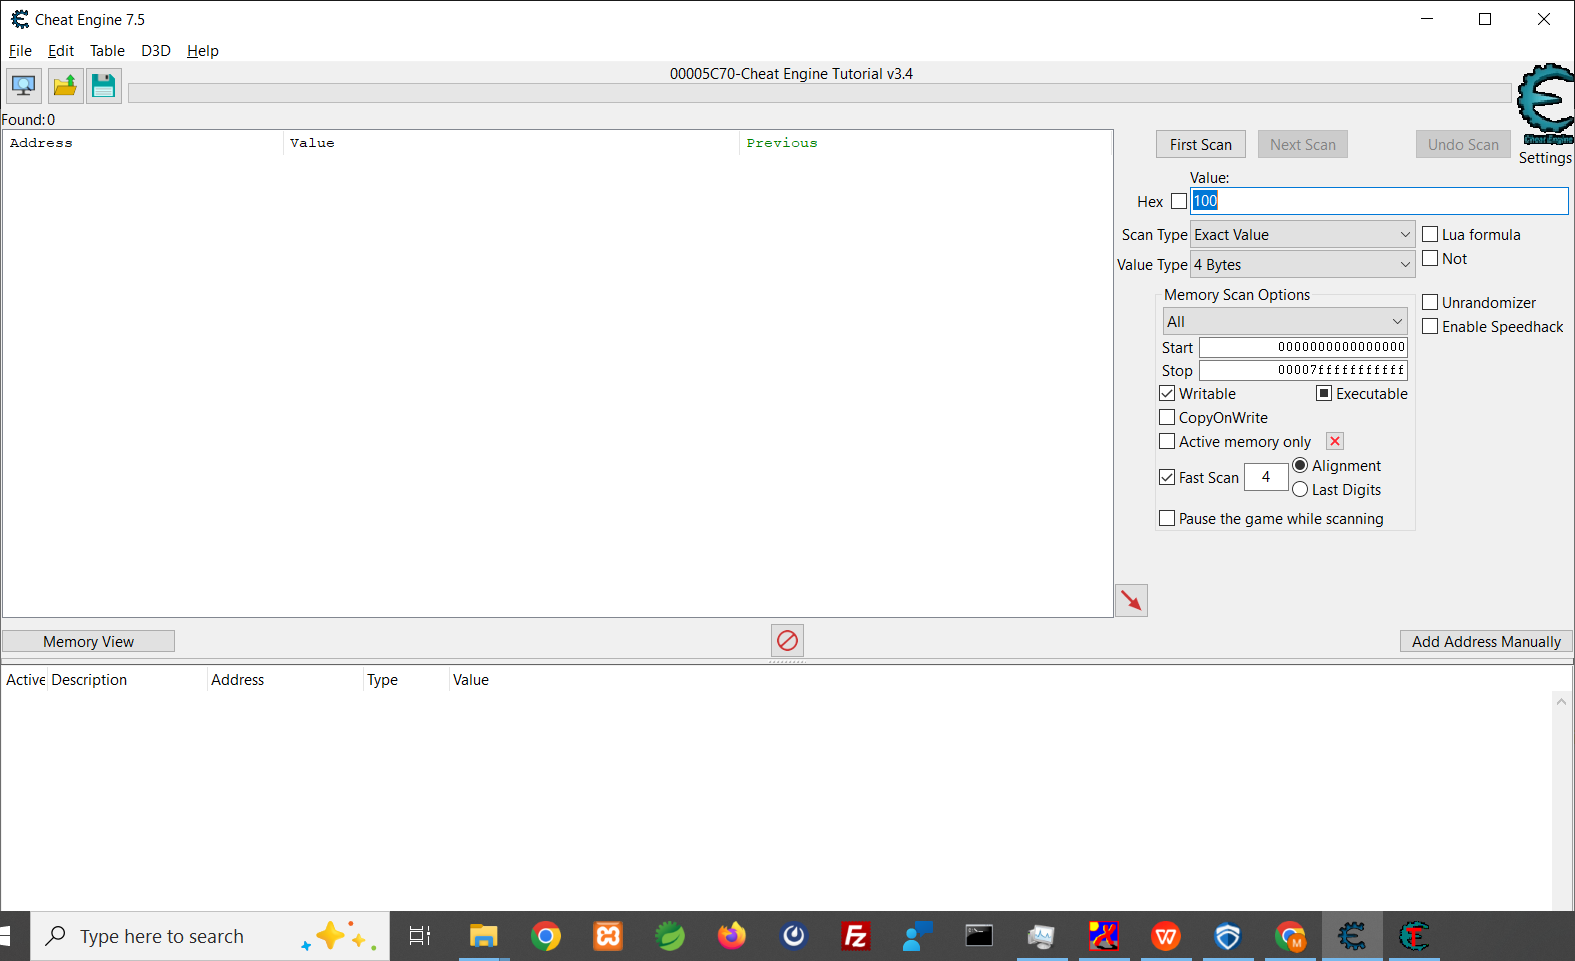 Cheat Engine 7.5
File Edit Table D3D Help
00005C70-Cheat Engine Tutorial v3.4
Found: 0
Address Value Previous
First Scan Next Scan Undo Scan
Cheat Engine
Settings
Value:
Hex 100
Scan Type Exact Value Lua formula
Not
Value Type 4 Bytes
Memory Scan Options
Unrandomizer
All
Enable Speedhack
Start 0000000000000000
Stop 00007fffffffffff
Writable Executable
CopyOnWrite
Active memory only
Fast Scan 4 Alignment
Last Digits
Pause the game while scanning
Memory View Add Address Manually
Active Description Address Type Value
Type here to search